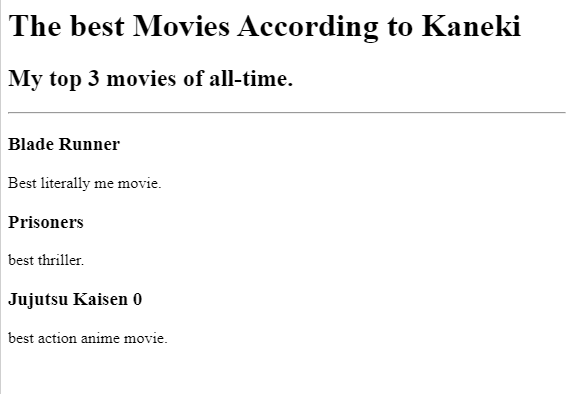 The best Movies According to Kaneki
My top 3 movies of all-time.
Blade Runner
Best literally me movie.
Prisoners
best thriller.
Jujutsu Kaisen 0
best action anime movie.